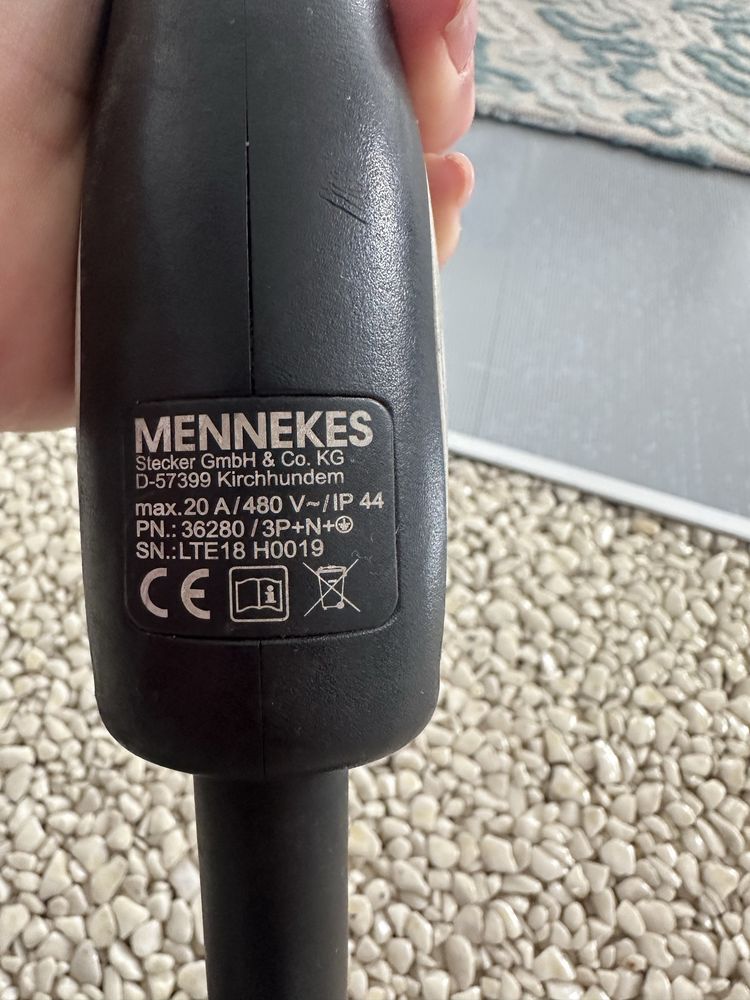 MENNEKES
Stecker GmbH & Co. KG
D-57399 Kirchhundem
max. 20 A / 480 V~ / IP 44
PN.: 36280 / 3P+N+⏚
SN.:LTE18 H0019
CE i